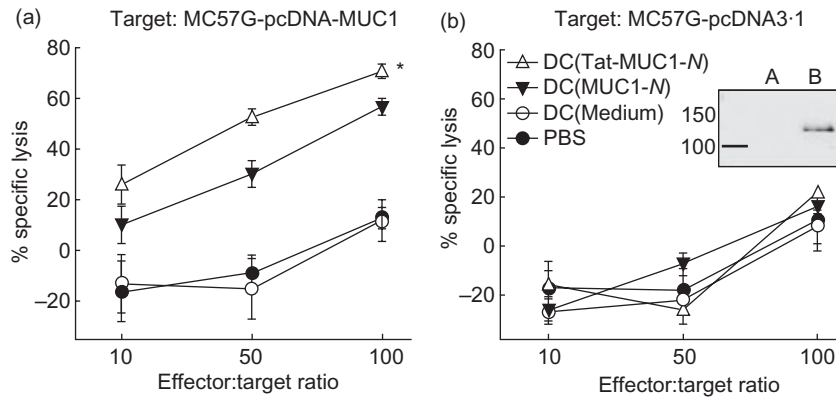 (a) Target: MC57G-pcDNA-MUC1
80
60
40
20
0
–20
% specific lysis
*
10 50 100
Effector:target ratio
(b) Target: MC57G-pcDNA3·1
80
60
40
20
0
–20
% specific lysis
DC(Tat-MUC1-N)
DC(MUC1-N)
DC(Medium)
PBS
A B
150
100
10 50 100
Effector:target ratio